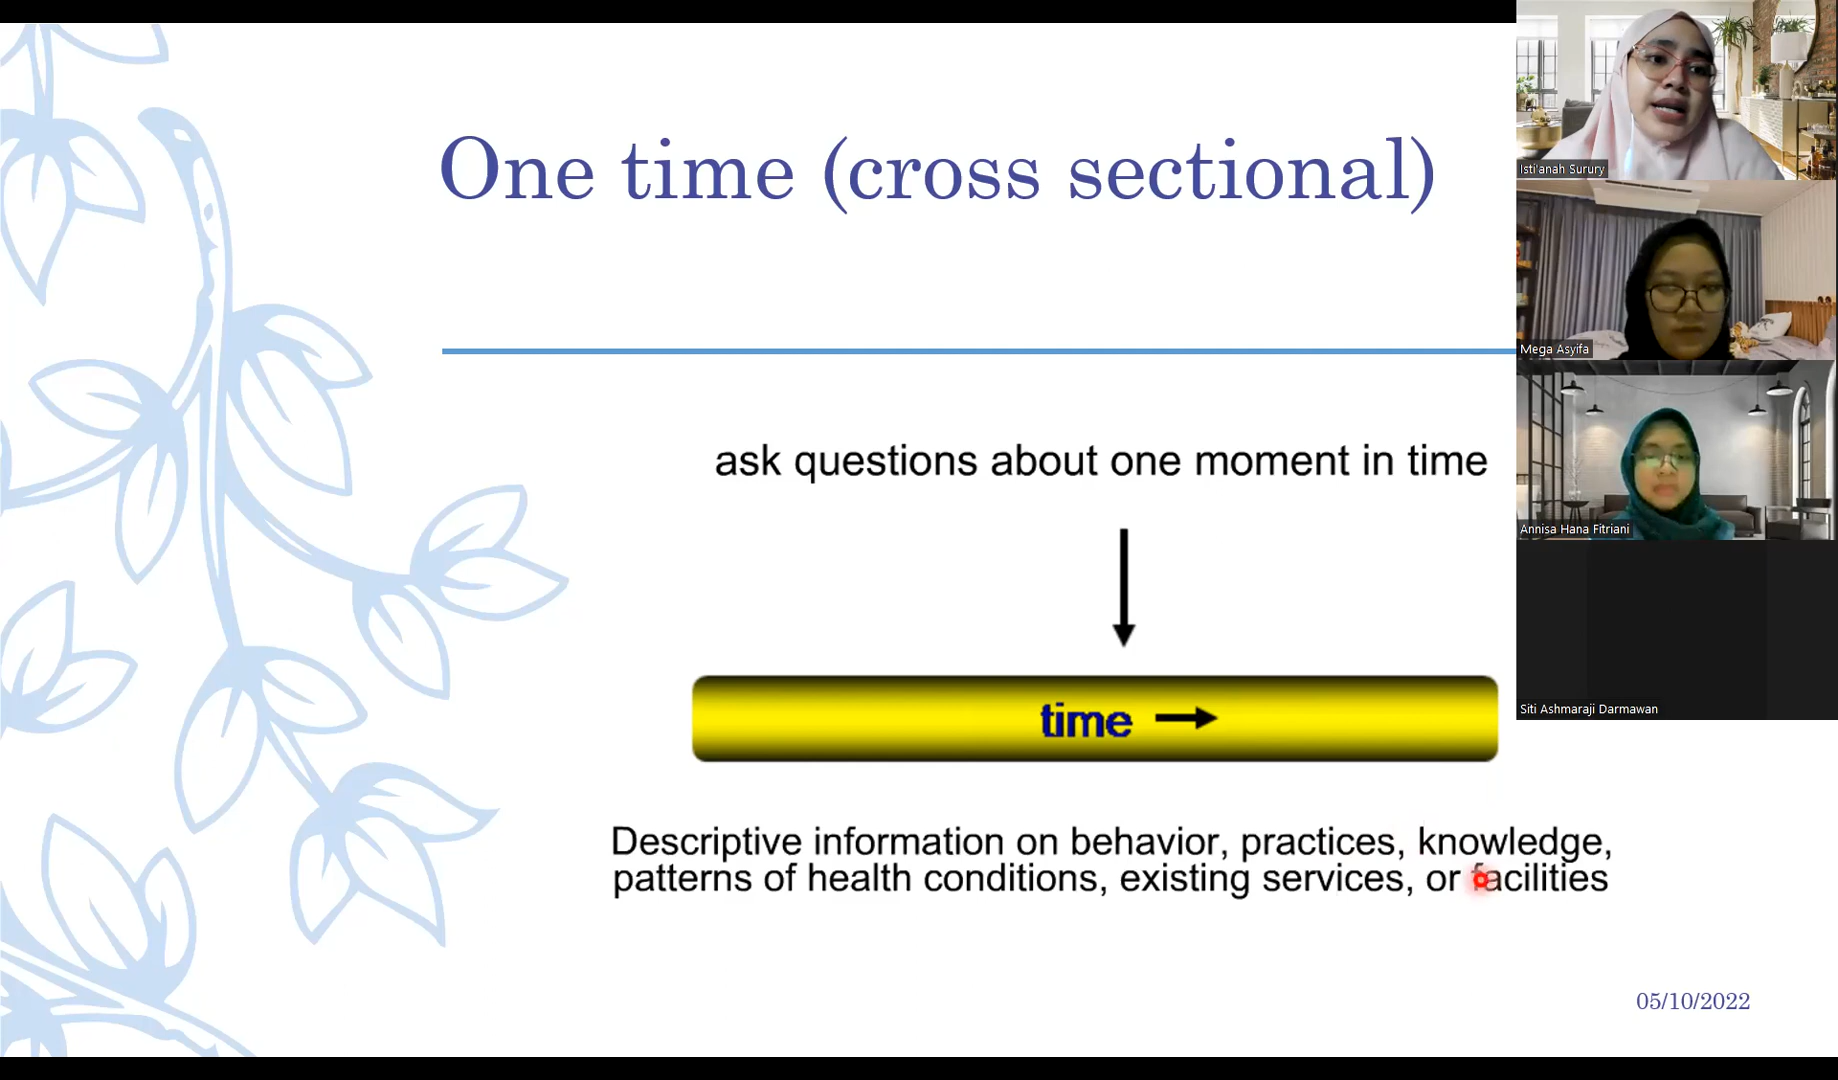 One time (cross sectional)
ask questions about one moment in time
time
Descriptive information on behavior, practices, knowledge,
patterns of health conditions, existing services, or facilities
05/10/2022
Isti'anah Surury
Mega Asyifa
Annisa Hana Fitriani
Siti Ashmaraji Darmawan